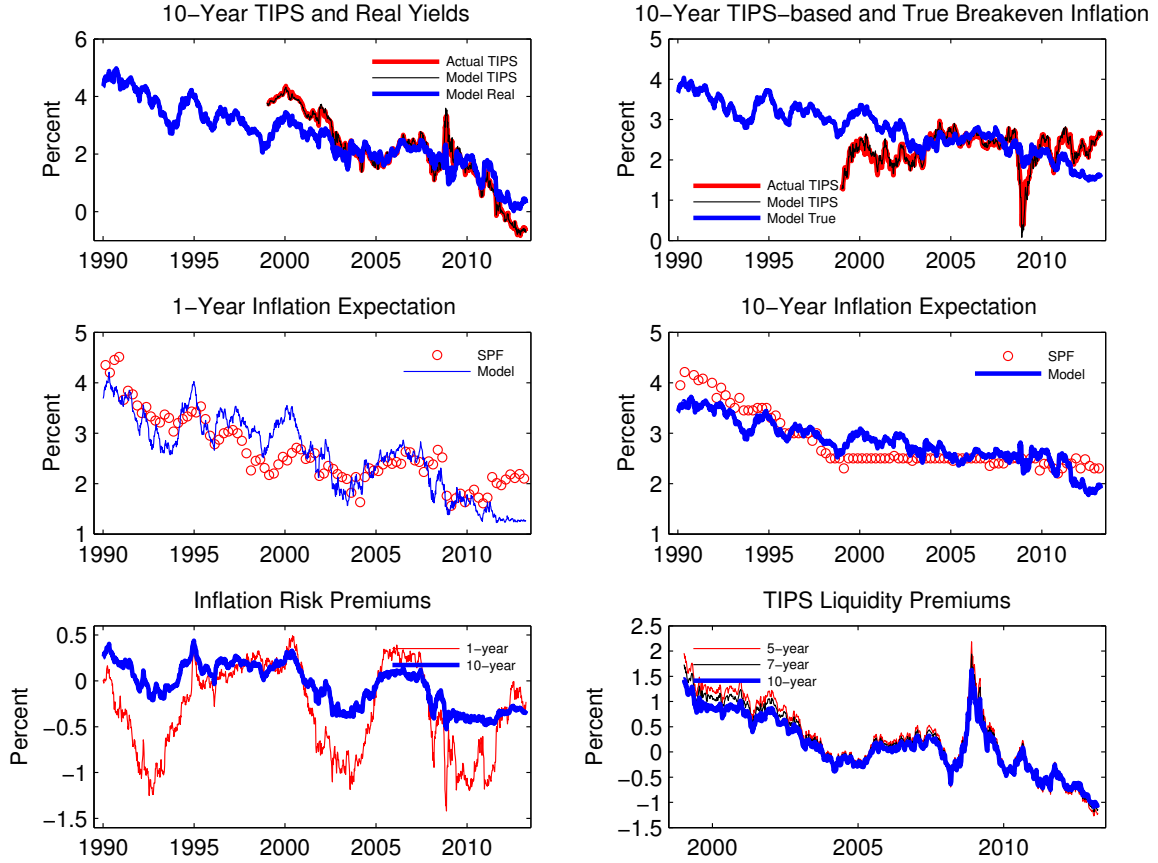 10−Year TIPS and Real Yields
Percent
6
4
2
0
Actual TIPS
Model TIPS
Model Real
1990 1995 2000 2005 2010
10−Year TIPS−based and True Breakeven Inflation
Percent
5
4
3
2
1
0
Actual TIPS
Model TIPS
Model True
1990 1995 2000 2005 2010
1−Year Inflation Expectation
Percent
5
4
3
2
1
SPF
Model
1990 1995 2000 2005 2010
10−Year Inflation Expectation
Percent
5
4
3
2
1
SPF
Model
1990 1995 2000 2005 2010
Inflation Risk Premiums
Percent
0.5
0
−0.5
−1
−1.5
1−year
10−year
1990 1995 2000 2005 2010
TIPS Liquidity Premiums
Percent
2.5
2
1.5
1
0.5
0
−0.5
−1
−1.5
5−year
7−year
10−year
2000 2005 2010